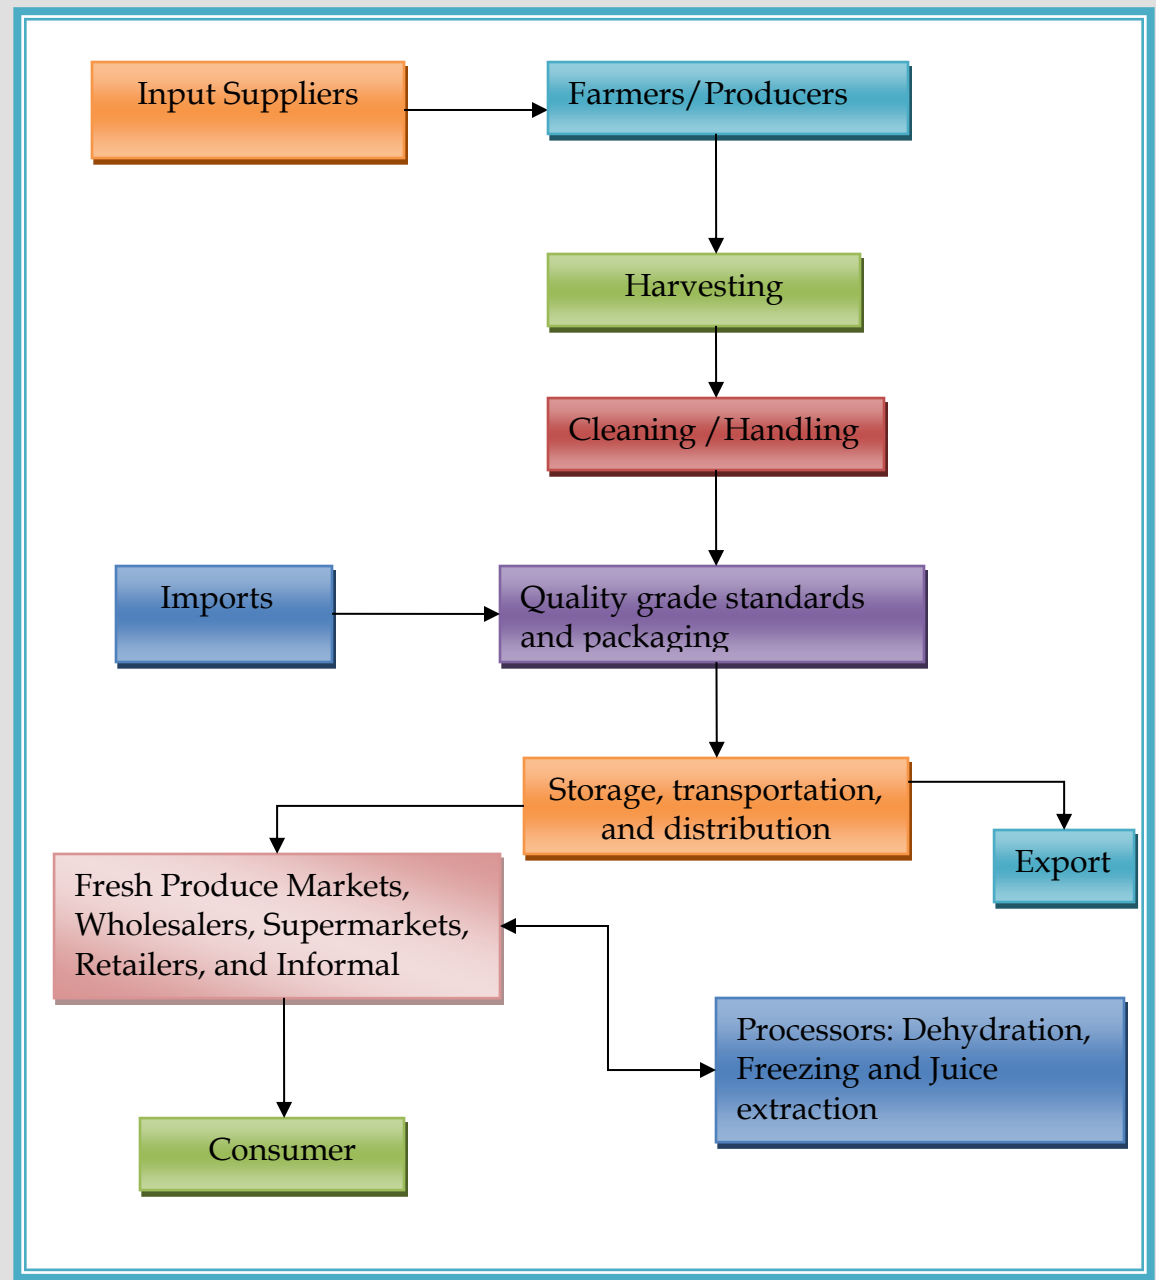 Input Suppliers
Farmers/Producers
Harvesting
Cleaning /Handling
Imports
Quality grade standards
and packaging
Storage, transportation,
and distribution
Export
Fresh Produce Markets,
Wholesalers, Supermarkets,
Retailers, and Informal
Processors: Dehydration,
Freezing and Juice
extraction
Consumer